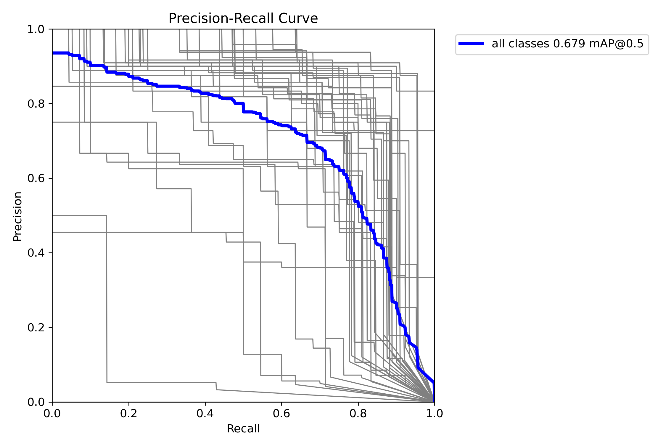 Precision-Recall Curve
all classes 0.679 mAP@0.5
1.0
0.8
0.6
0.4
0.2
0.0
Precision
0.0 0.2 0.4 0.6 0.8 1.0
Recall